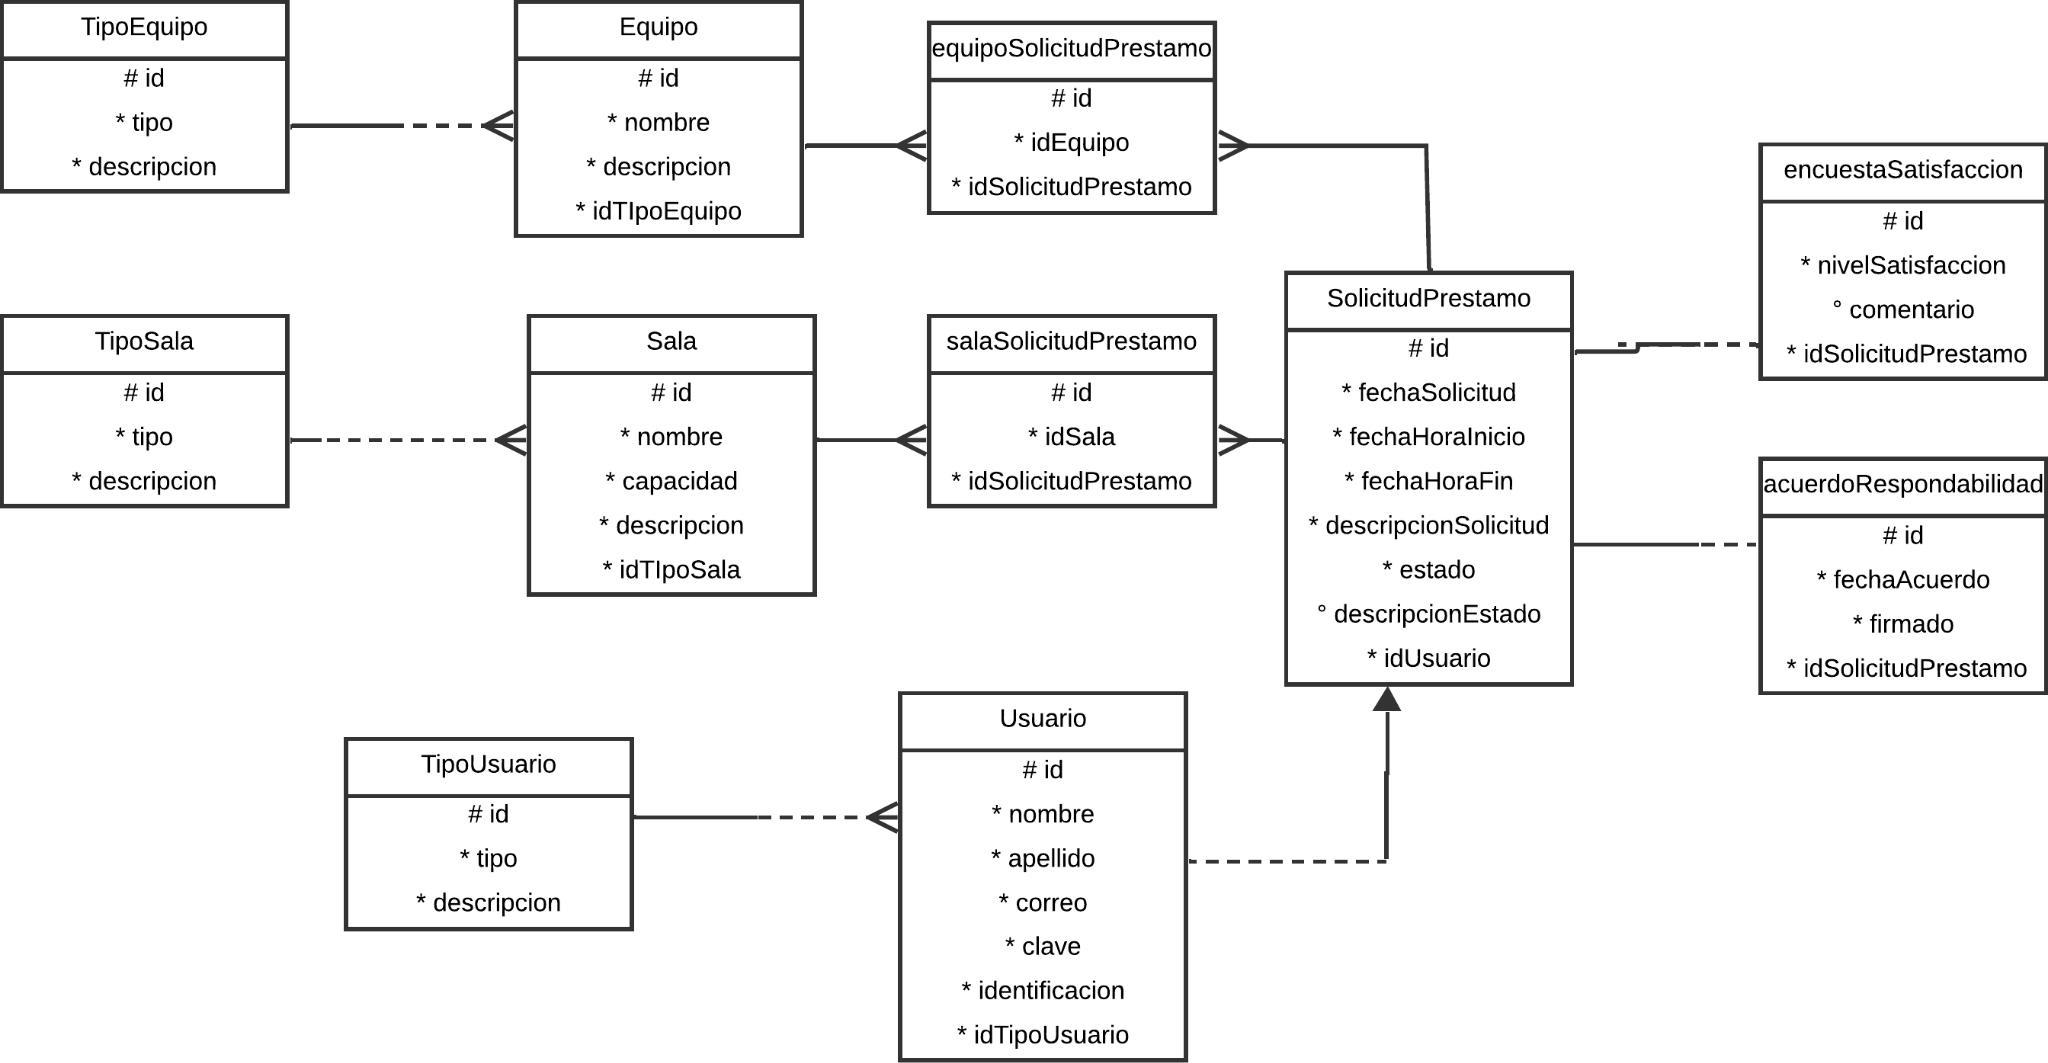 TipoEquipo
# id
* tipo
* descripcion
Equipo
# id
* nombre
* descripcion
* idTIpoEquipo
equipoSolicitudPrestamo
# id
* idEquipo
* idSolicitudPrestamo
encuestaSatisfaccion
# id
* nivelSatisfaccion
° comentario
* idSolicitudPrestamo
TipoSala
# id
* tipo
* descripcion
Sala
# id
* nombre
* capacidad
* descripcion
* idTIpoSala
salaSolicitudPrestamo
# id
* idSala
* idSolicitudPrestamo
SolicitudPrestamo
# id
* fechaSolicitud
* fechaHoraInicio
* fechaHoraFin
* descripcionSolicitud
* estado
° descripcionEstado
* idUsuario
acuerdoRespondabilidad
# id
* fechaAcuerdo
* firmado
* idSolicitudPrestamo
TipoUsuario
# id
* tipo
* descripcion
Usuario
# id
* nombre
* apellido
* correo
* clave
* identificacion
* idTipoUsuario